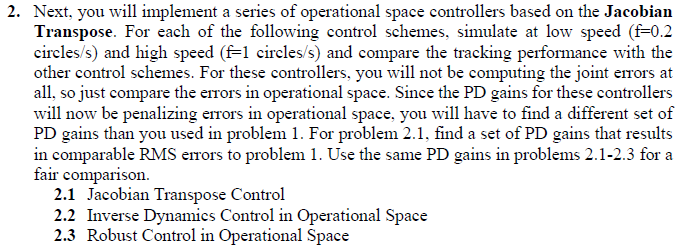 2. Next, you will implement a series of operational space controllers based on the Jacobian
Transpose. For each of the following control schemes, simulate at low speed (f=0.2
circles/s) and high speed (f=1 circles/s) and compare the tracking performance with the
other control schemes. For these controllers, you will not be computing the joint errors at
all, so just compare the errors in operational space. Since the PD gains for these controllers
will now be penalizing errors in operational space, you will have to find a different set of
PD gains than you used in problem 1. For problem 2.1, find a set of PD gains that results
in comparable RMS errors to problem 1. Use the same PD gains in problems 2.1-2.3 for a
fair comparison.
2.1 Jacobian Transpose Control
2.2 Inverse Dynamics Control in Operational Space
2.3 Robust Control in Operational Space